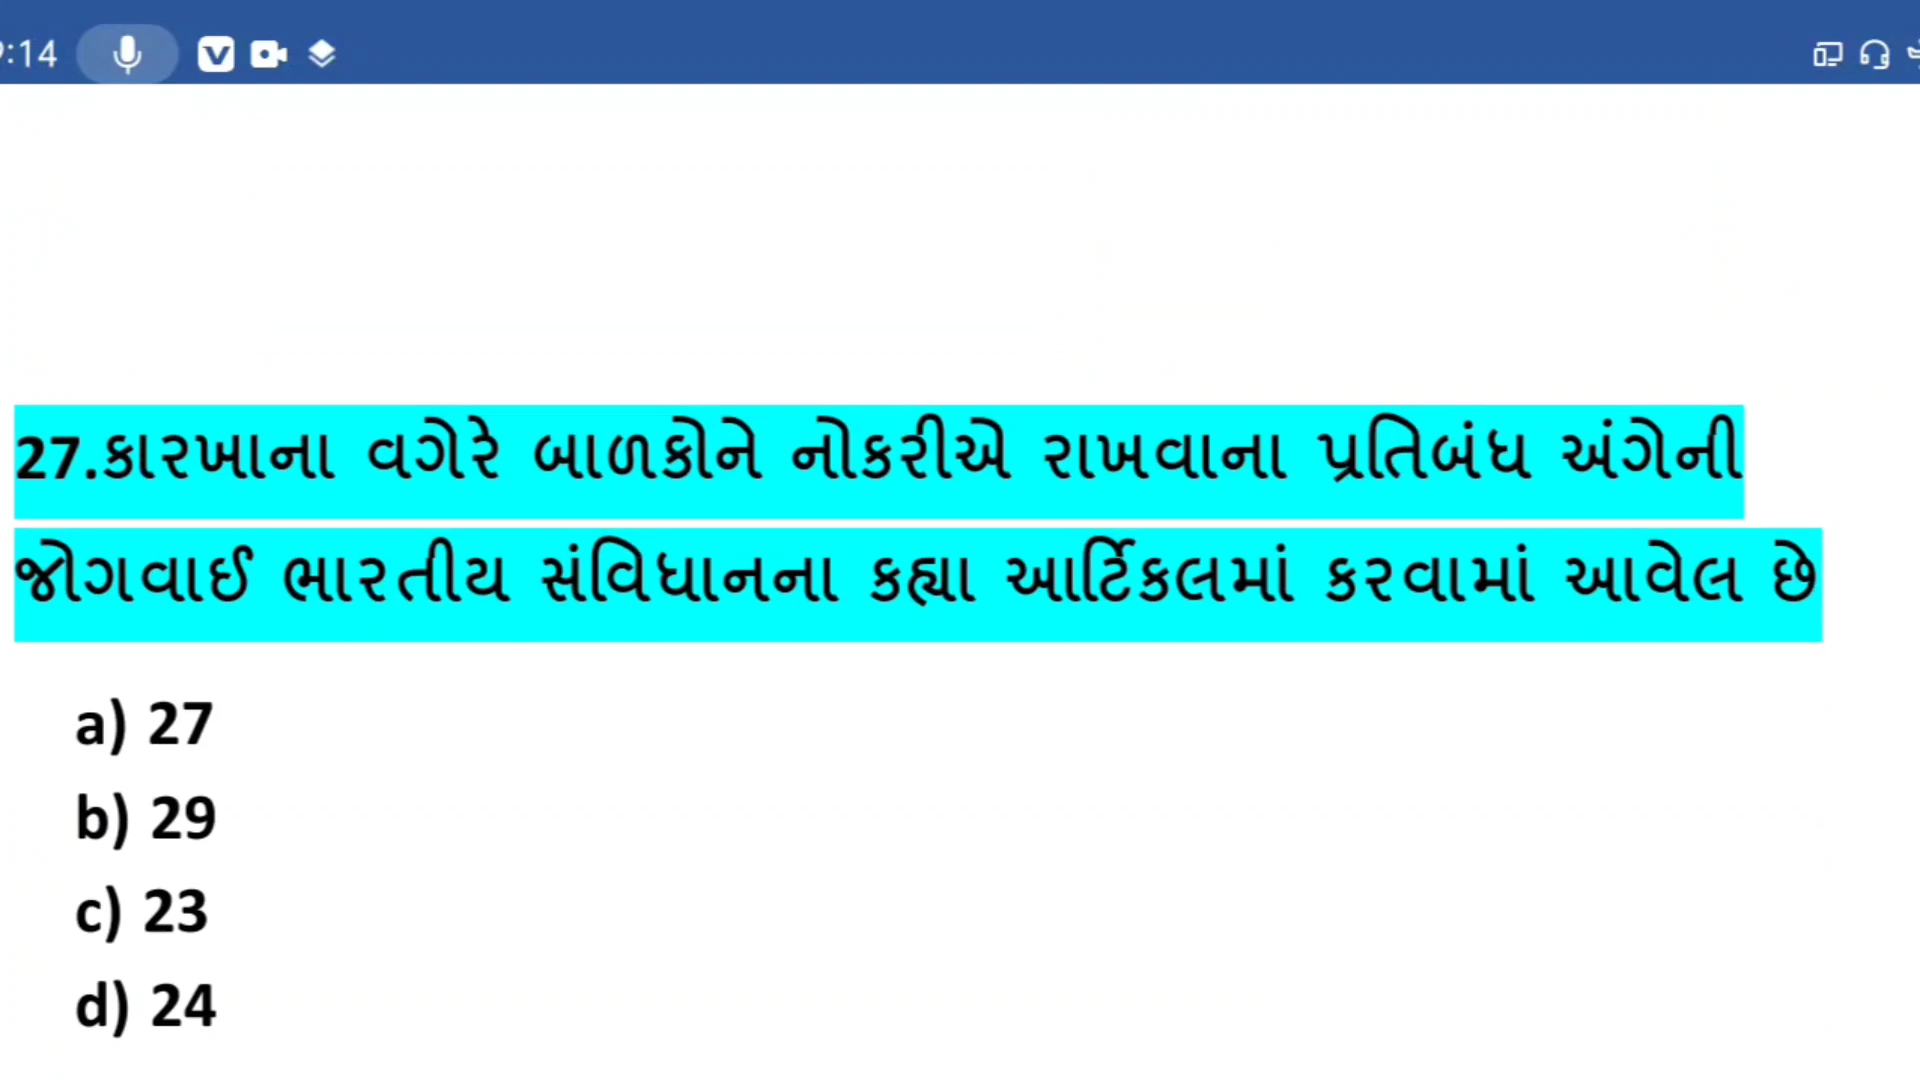 :14
27.કારખાના વગેરે બાળકોને નોકરીએ રાખવાના પ્રતિબંધ અંગેની
જોગવાઈ ભારતીય સંવિધાનના કહ્યા આર્ટિકલમાં કરવામાં આવેલ છે
a) 27
b) 29
c) 23
d) 24